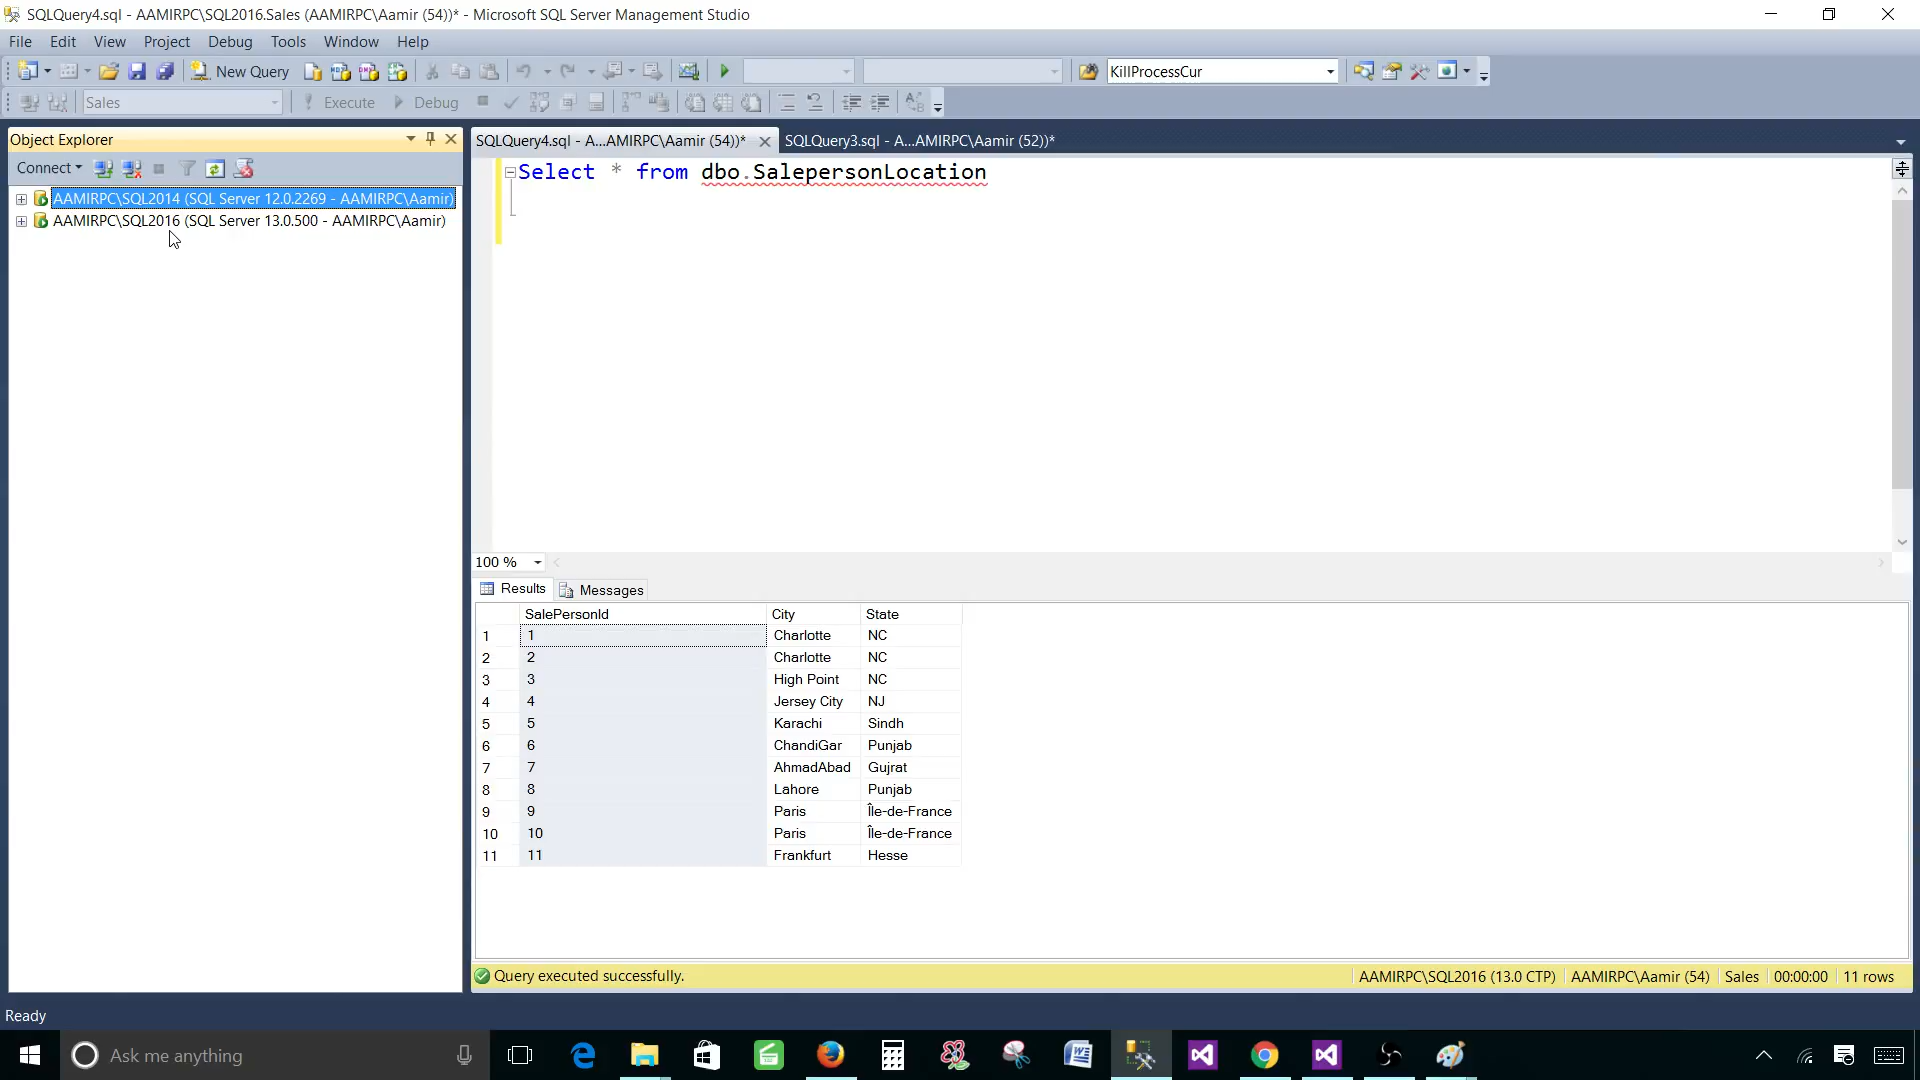 SQLQuery4.sql - AAMIRPC\SQL2016.Sales (AAMIRPC\Aamir (54))* - Microsoft SQL Server Management Studio
File Edit View Project Debug Tools Window Help
New Query KillProcessCur
Sales Execute Debug
Object Explorer
Connect
AAMIRPC\SQL2014 (SQL Server 12.0.2269 - AAMIRPC\Aamir)
AAMIRPC\SQL2016 (SQL Server 13.0.500 - AAMIRPC\Aamir)
SQLQuery4.sql - A...AMIRPC\Aamir (54))* SQLQuery3.sql - A...AMIRPC\Aamir (52))*
Select * from dbo.SalepersonLocation
100 %
Results Messages
SalePersonId City State
1 1 Charlotte NC
2 2 Charlotte NC
3 3 High Point NC
4 4 Jersey City NJ
5 5 Karachi Sindh
6 6 ChandiGar Punjab
7 7 AhmadAbad Gujrat
8 8 Lahore Punjab
9 9 Paris Île-de-France
10 10 Paris Île-de-France
11 11 Frankfurt Hesse
Query executed successfully. AAMIRPC\SQL2016 (13.0 CTP) AAMIRPC\Aamir (54) Sales 00:00:00 11 rows
Ready
Ask me anything